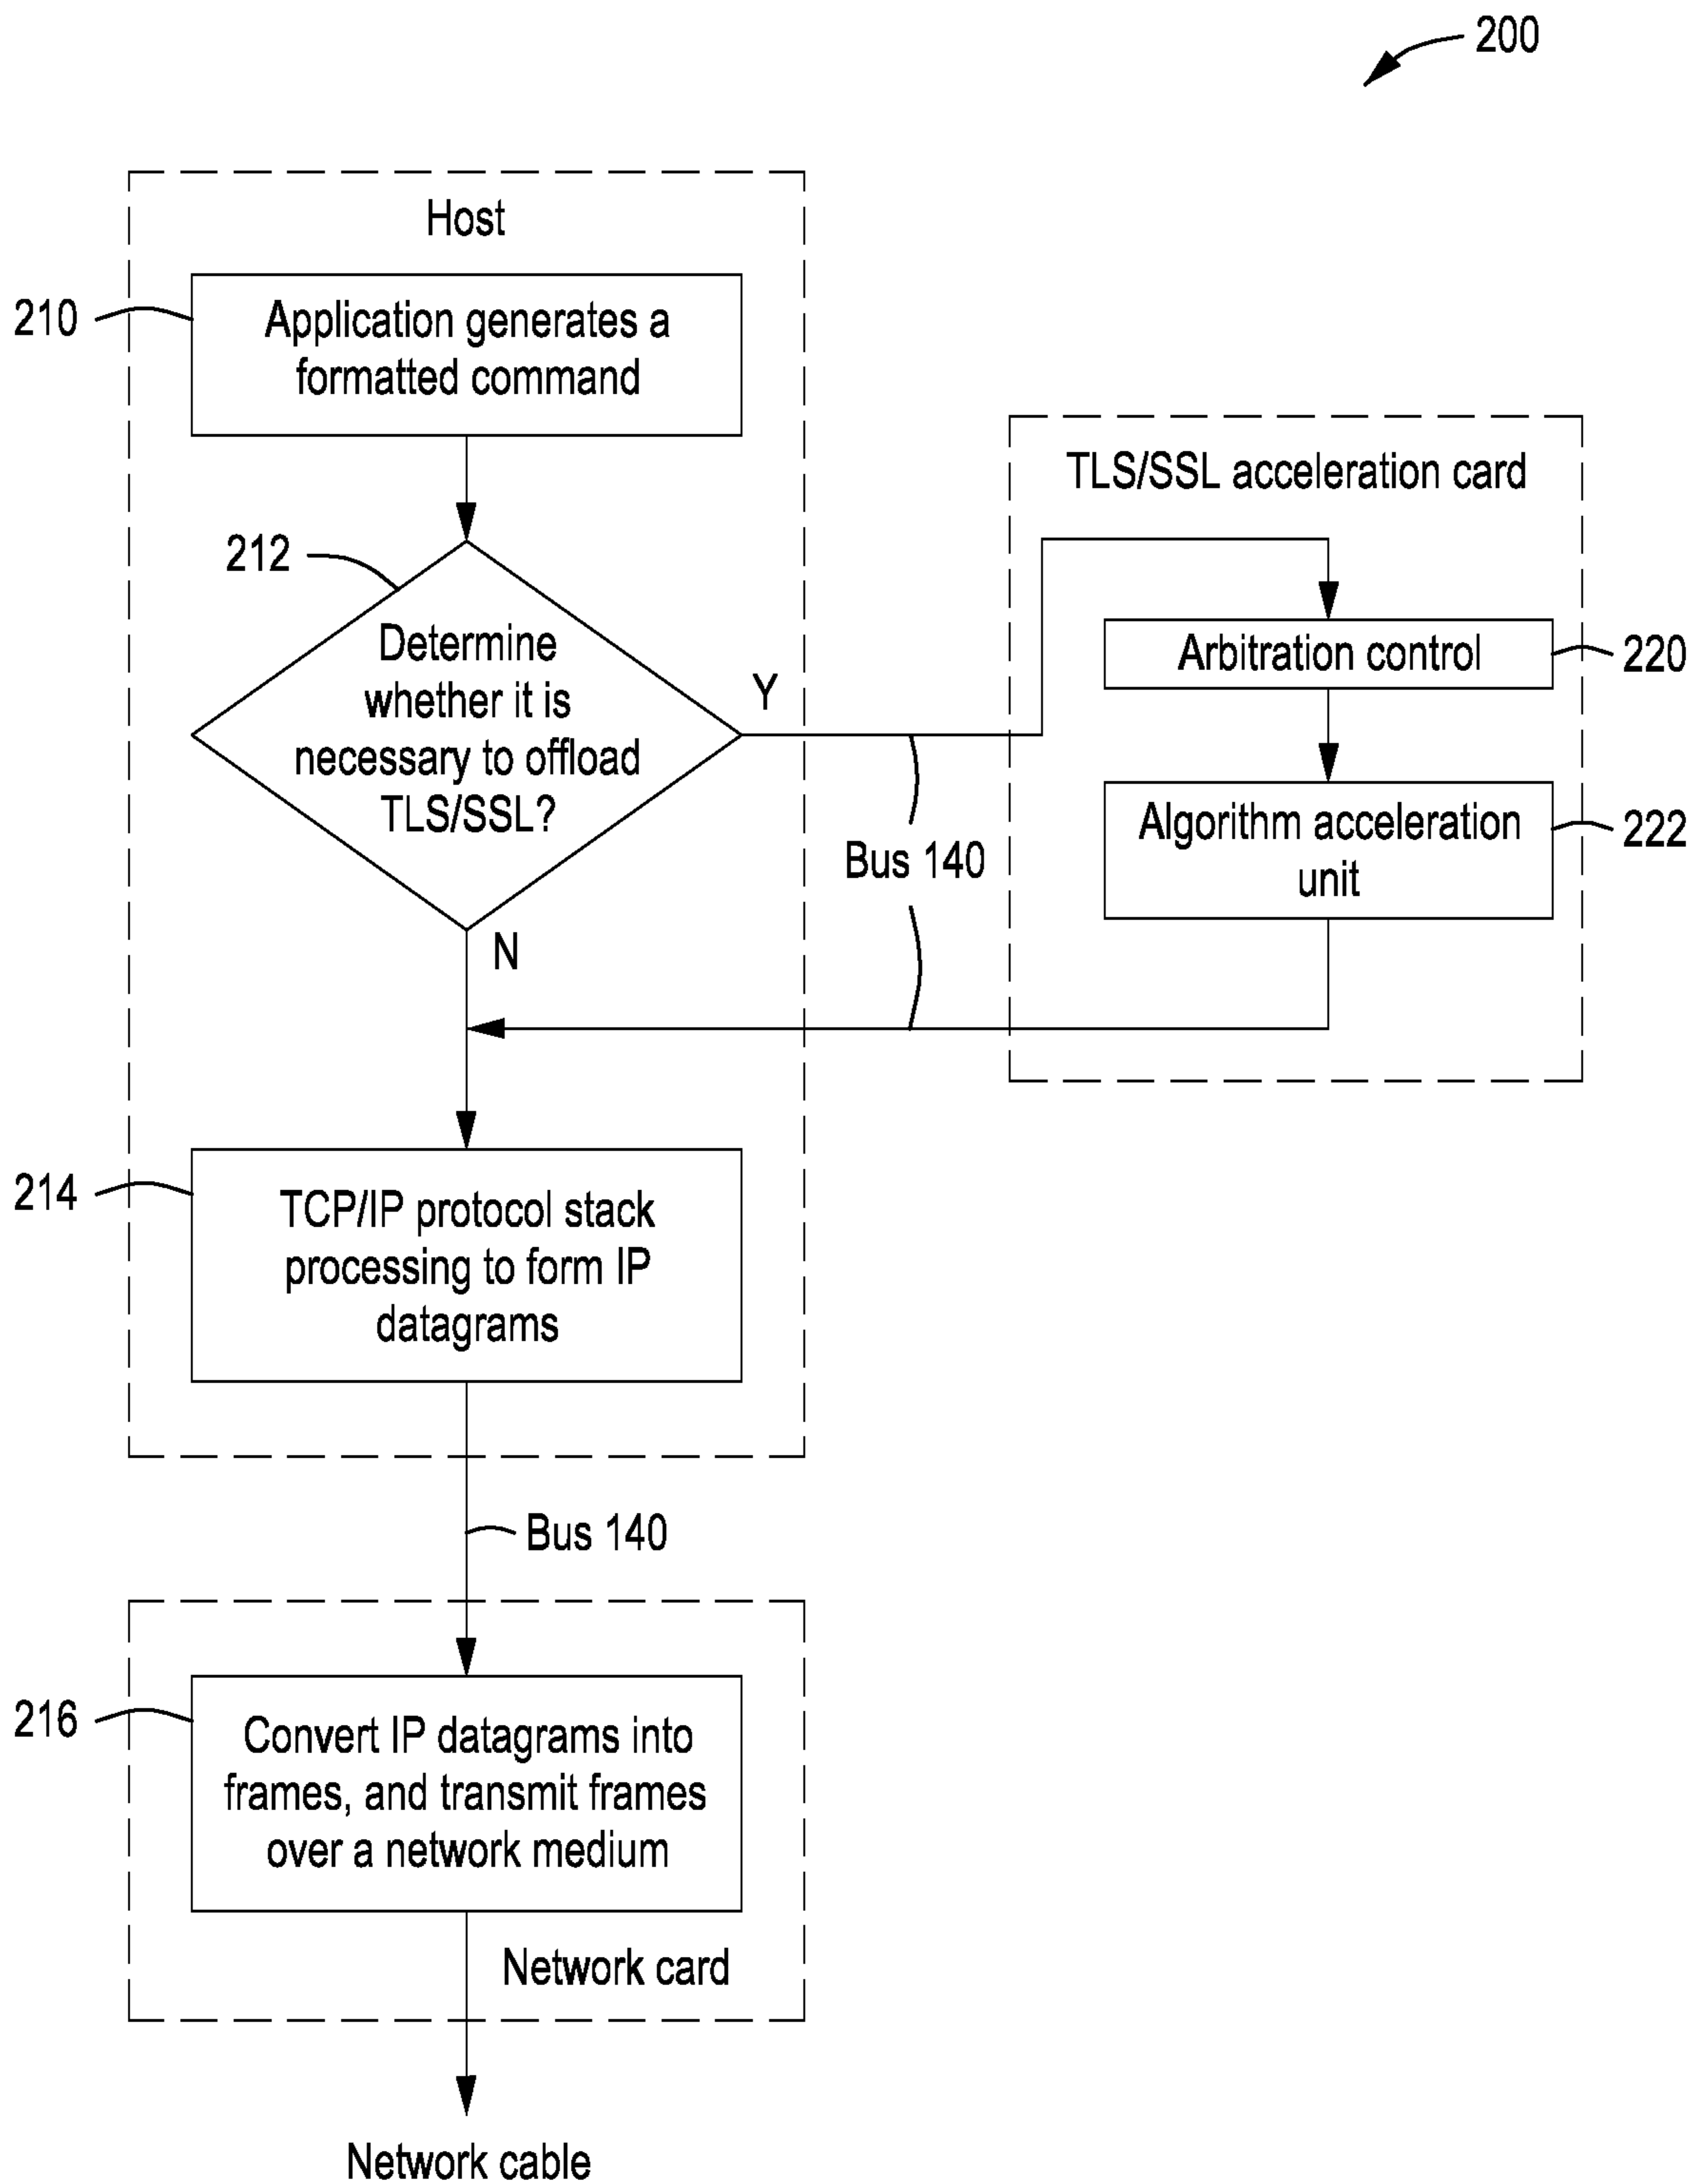 200
Host
210
Application generates a
formatted command
TLS/SSL acceleration card
212
Determine
whether it is
necessary to offload
TLS/SSL?
Y
Arbitration control
220
Algorithm acceleration
unit
222
Bus 140
N
214
TCP/IP protocol stack
processing to form IP
datagrams
Bus 140
216
Convert IP datagrams into
frames, and transmit frames
over a network medium
Network card
Network cable